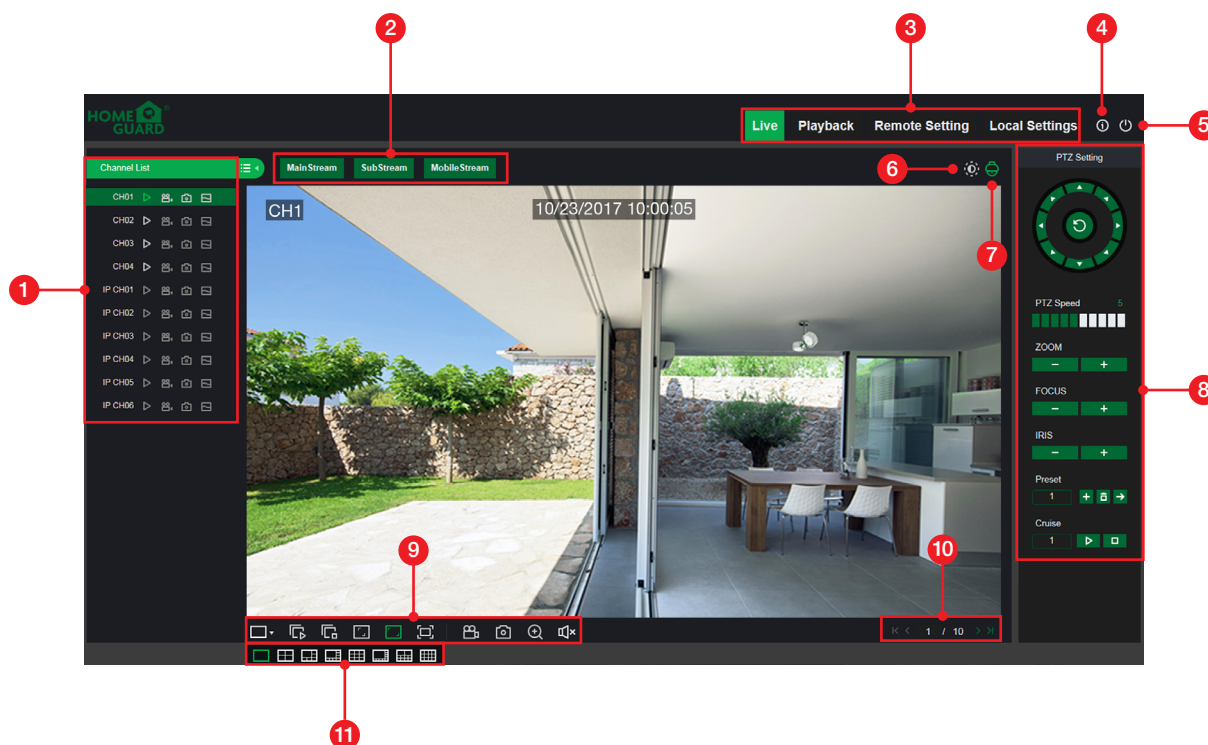 2
3
4
HOME ®
GUARD
Live Playback Remote Setting Local Settings
5
Channel List
MainStream SubStream MobileStream
6
PTZ Setting
CH01
CH1
10/23/2017 10:00:05
CH02
CH03
7
CH04
1
IP CH01
PTZ Speed 5
IP CH02
IP CH03
ZOOM
- +
IP CH04
IP CH05
8
FOCUS
- +
IP CH06
IRIS
- +
Preset
1 +
Cruise
1
9
10
1 / 10
11